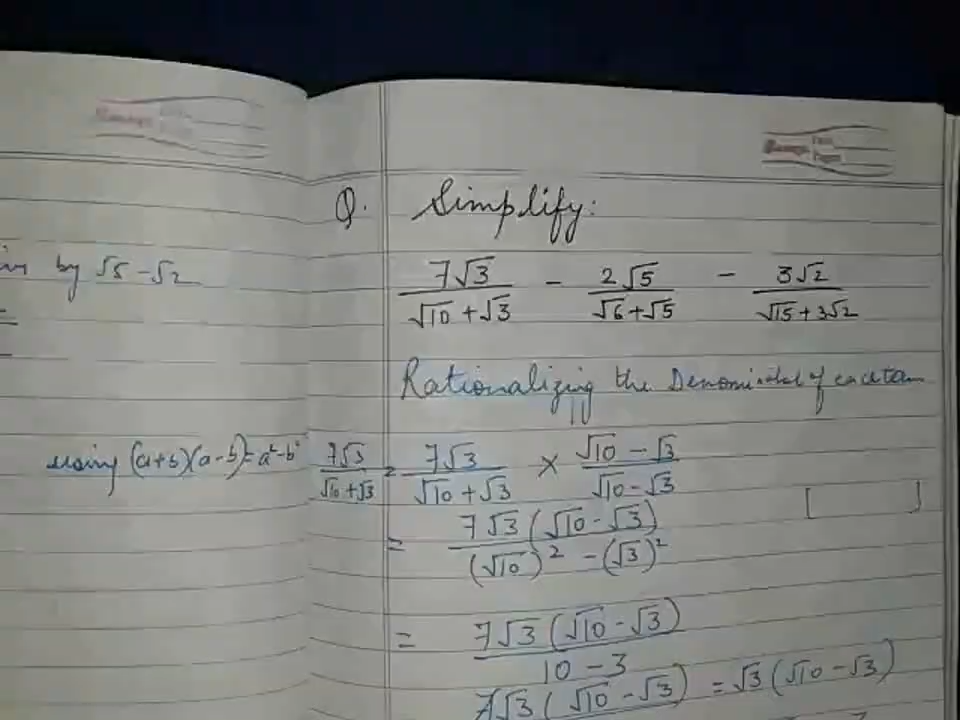 Q. Simplify:
by √5 - √2
7√3/(√10 + √3) - 2√5/(√6 + √5) - 3√2/(√15 + 3√2)
Rationalizing the of each
using (a+b)(a-b)=a²-b²
7√3/(√10 + √3) = 7√3/(√10 + √3) × (√10 - √3)/(√10 - √3)
= 7√3(√10 - √3)/((√10)² - (√3)²)
= 7√3(√10 - √3)/(10 - 3)
7√3(√10 - √3) = √3(√10 - √3)